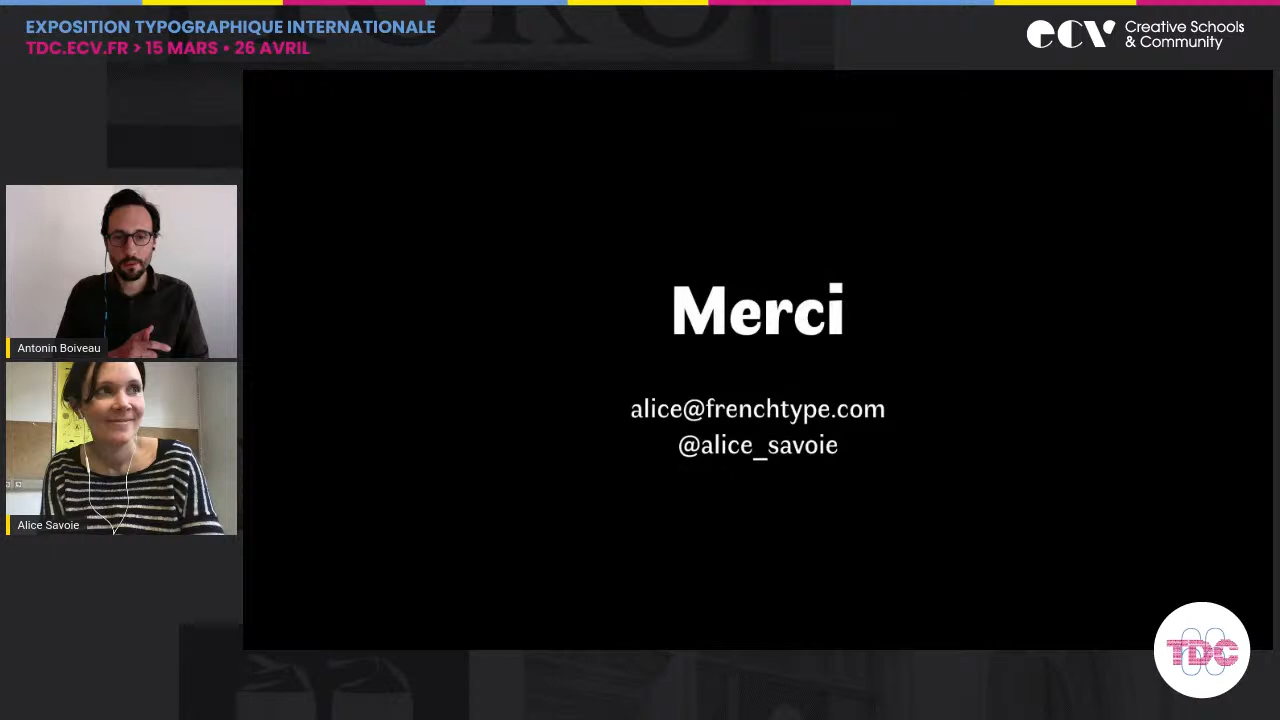 EXPOSITION TYPOGRAPHIQUE INTERNATIONALE
TDC.ECV.FR > 15 MARS • 26 AVRIL
ecv
Creative Schools
& Community
Antonin Boiveau
Alice Savoie
Merci
alice@frenchtype.com
@alice_savoie
TDC